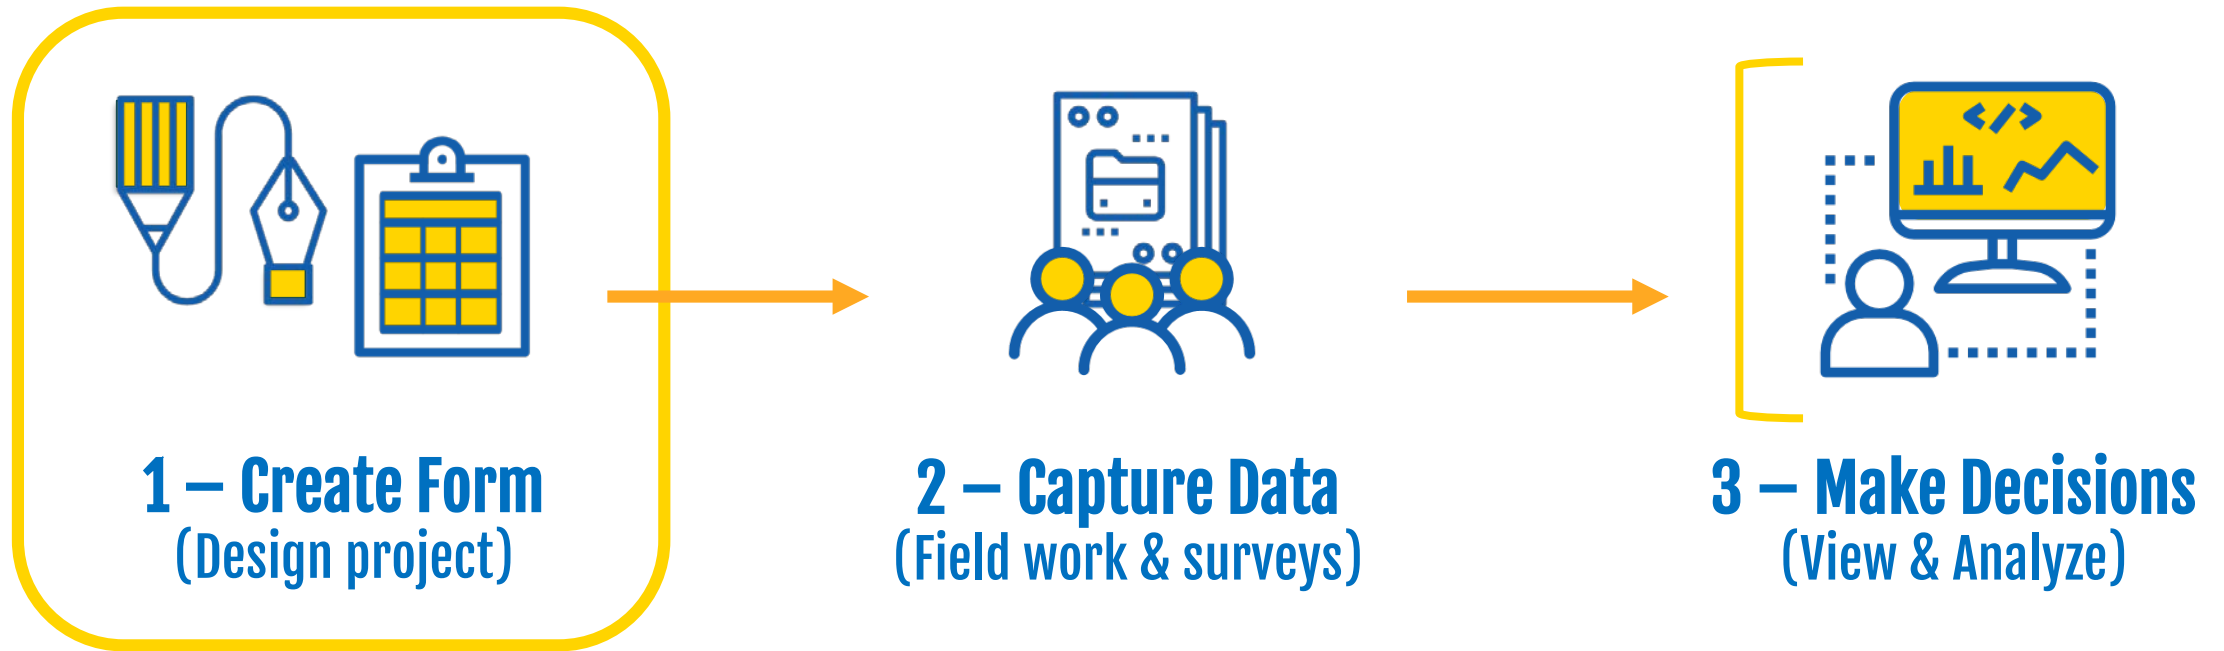 1 – Create Form
(Design project)
2 – Capture Data
(Field work & surveys)
</>
3 – Make Decisions
(View & Analyze)